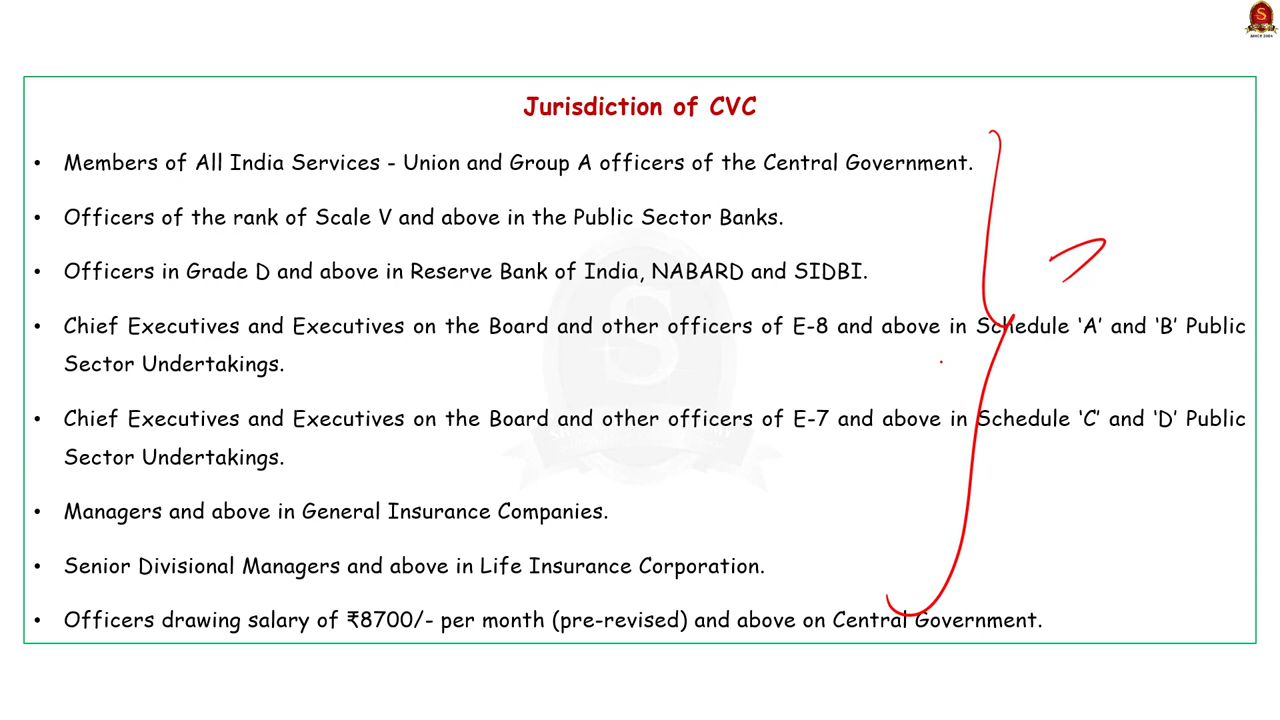 S
SINCE 2004
Jurisdiction of CVC
• Members of All India Services - Union and Group A officers of the Central Government.
• Officers of the rank of Scale V and above in the Public Sector Banks.
• Officers in Grade D and above in Reserve Bank of India, NABARD and SIDBI.
• Chief Executives and Executives on the Board and other officers of E-8 and above in Schedule ‘A’ and ‘B’ Public
Sector Undertakings.
• Chief Executives and Executives on the Board and other officers of E-7 and above in Schedule ‘C’ and ‘D’ Public
Sector Undertakings.
• Managers and above in General Insurance Companies.
• Senior Divisional Managers and above in Life Insurance Corporation.
• Officers drawing salary of ₹8700/- per month (pre-revised) and above on Central Government.